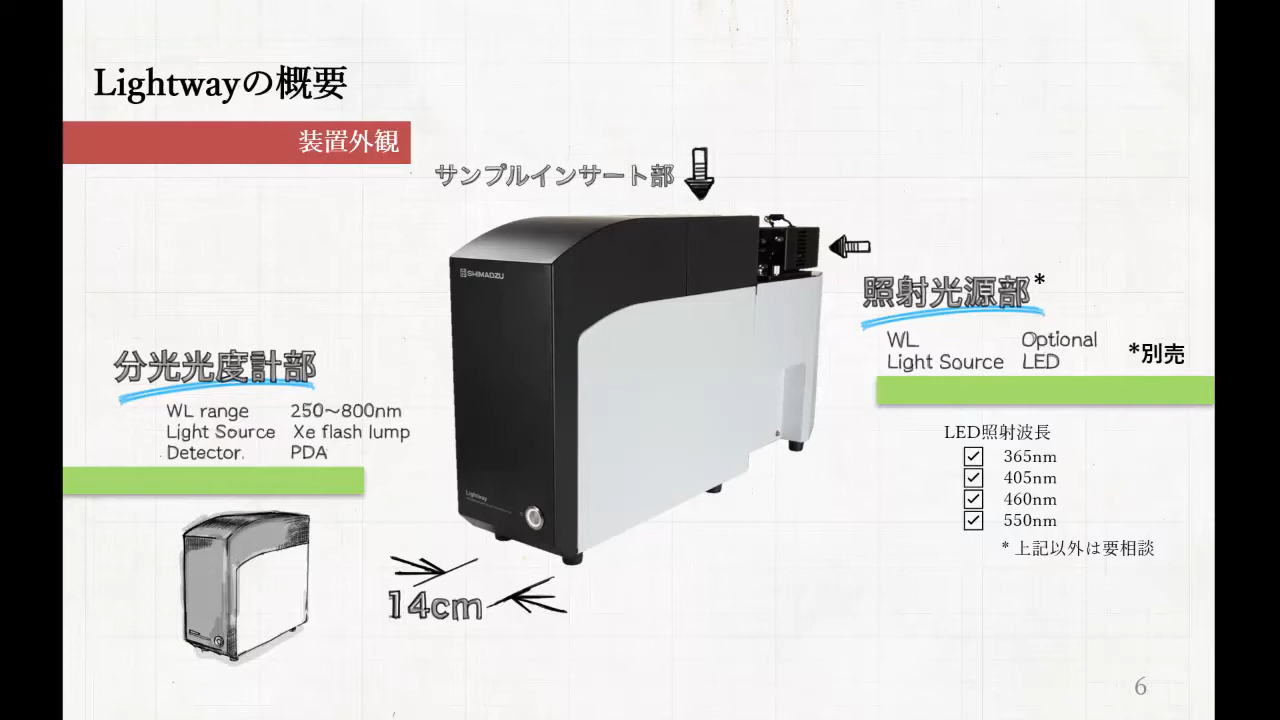 Lightwayの概要
装置外観
サンプルインサート部
SHIMADZU
照射光源部*
WL Optional
Light Source LED
*別売
分光光度計部
WL range 250～800nm
Light Source Xe flash lump
Detector. PDA
LED照射波長
365nm
405nm
460nm
550nm
* 上記以外は要相談
Lightway
14cm
6